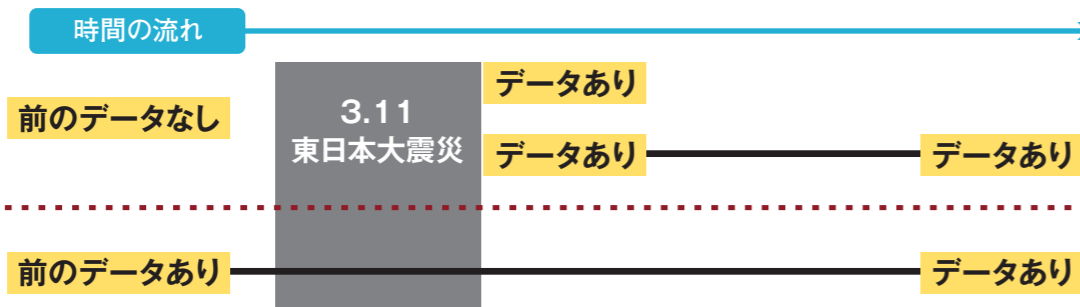 時間の流れ
前のデータなし
3.11
東日本大震災
データあり
データあり
データあり
前のデータあり
データあり